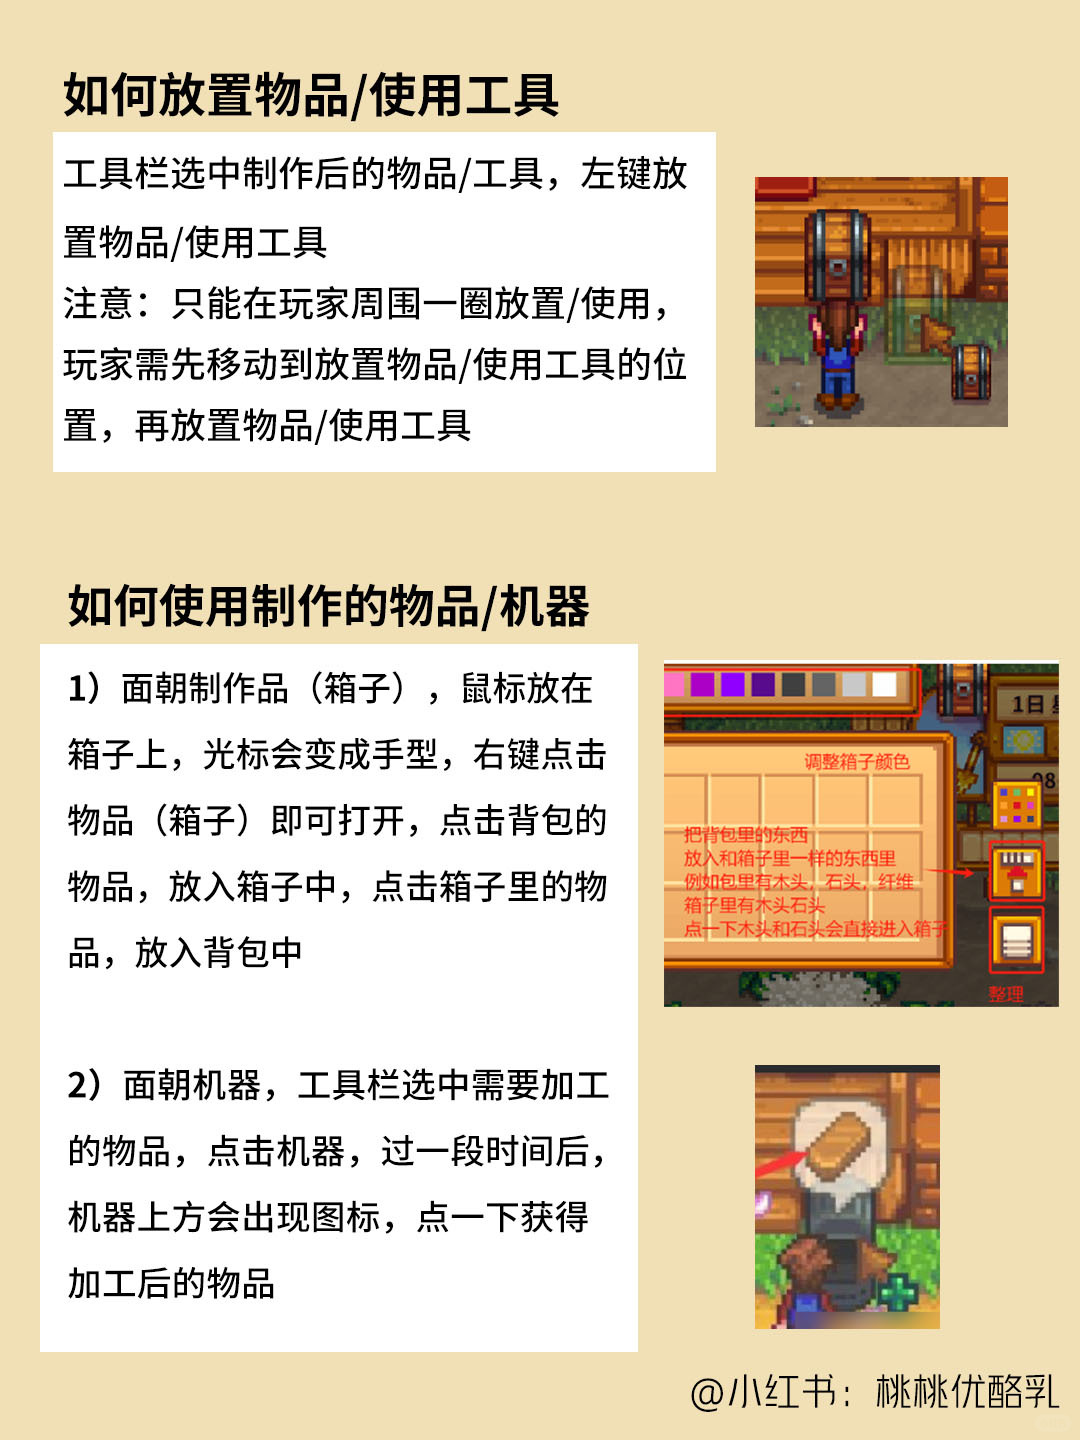 如何放置物品/使用工具
工具栏选中制作后的物品/工具，左键放
置物品/使用工具
注意：只能在玩家周围一圈放置/使用，
玩家需先移动到放置物品/使用工具的位
置，再放置物品/使用工具
如何使用制作的物品/机器
1）面朝制作品（箱子），鼠标放在
箱子上，光标会变成手型，右键点击
物品（箱子）即可打开，点击背包的
物品，放入箱子中，点击箱子里的物
品，放入背包中
1日
08
调整箱子颜色
把背包里的东西
放入和箱子里一样的东西里
例如包里有木头，石头，纤维
箱子里有木头石头
点一下木头和石头会直接进入箱子
整理
2）面朝机器，工具栏选中需要加工
的物品，点击机器，过一段时间后，
机器上方会出现图标，点一下获得
加工后的物品
@小红书：桃桃优酪乳